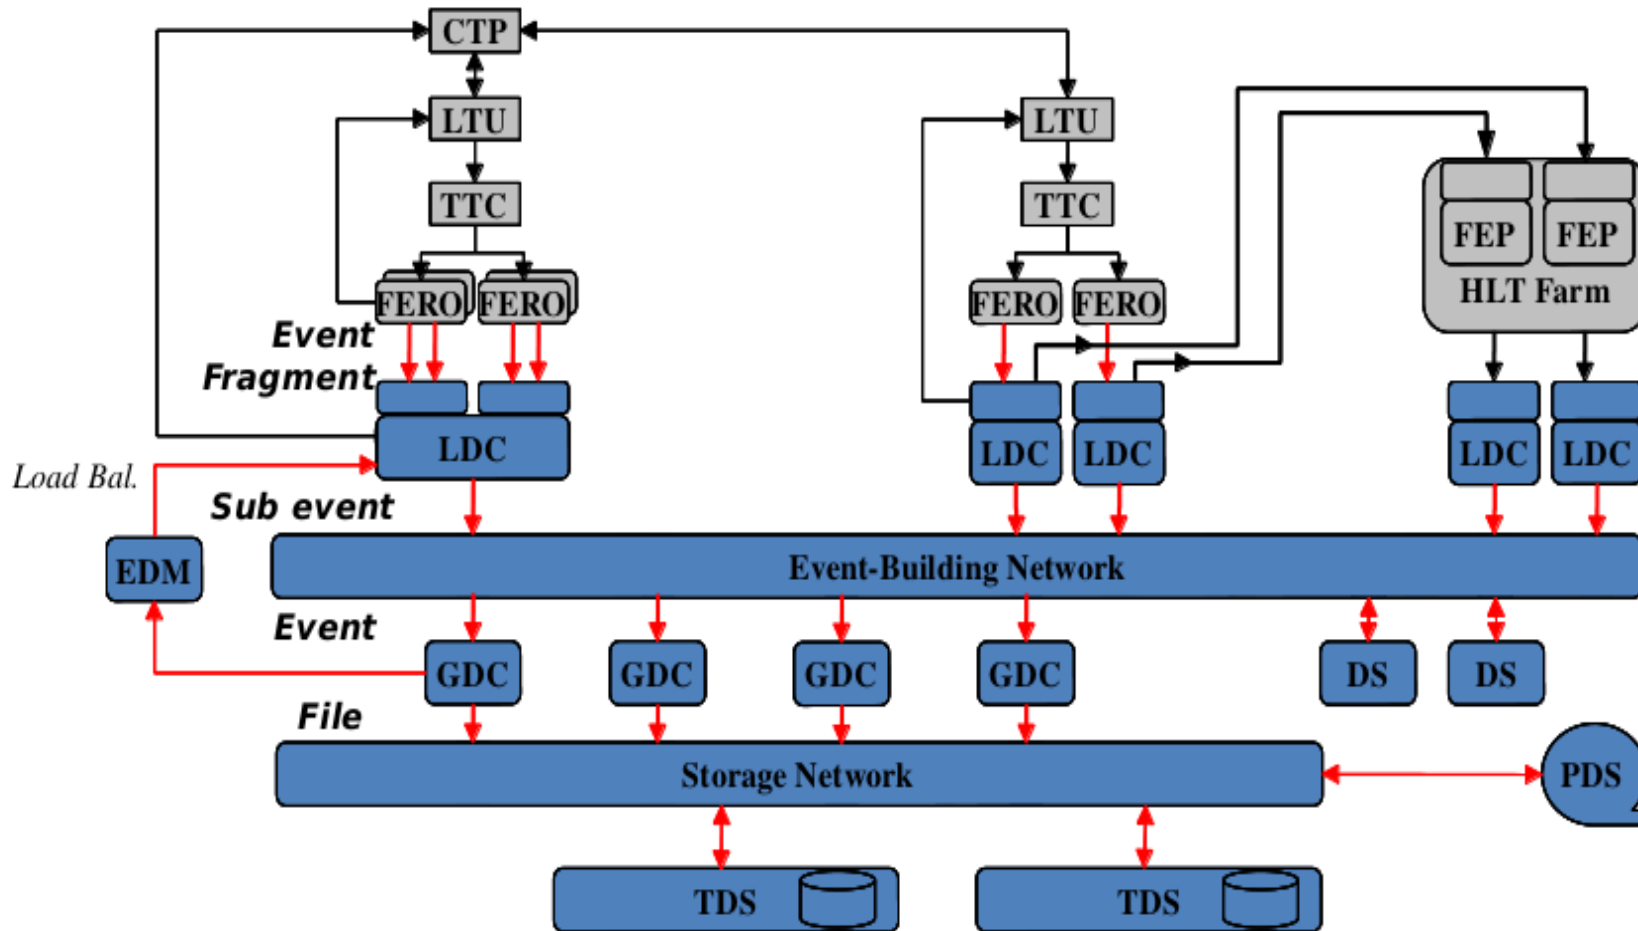 CTP
LTU
LTU
TTC
TTC
FEP
FEP
HLT Farm
FERO
FERO
FERO
FERO
Event
Fragment
LDC
LDC
LDC
LDC
LDC
Load Bal.
Sub event
EDM
Event-Building Network
Event
GDC
GDC
GDC
GDC
DS
DS
File
Storage Network
PDS
TDS
TDS